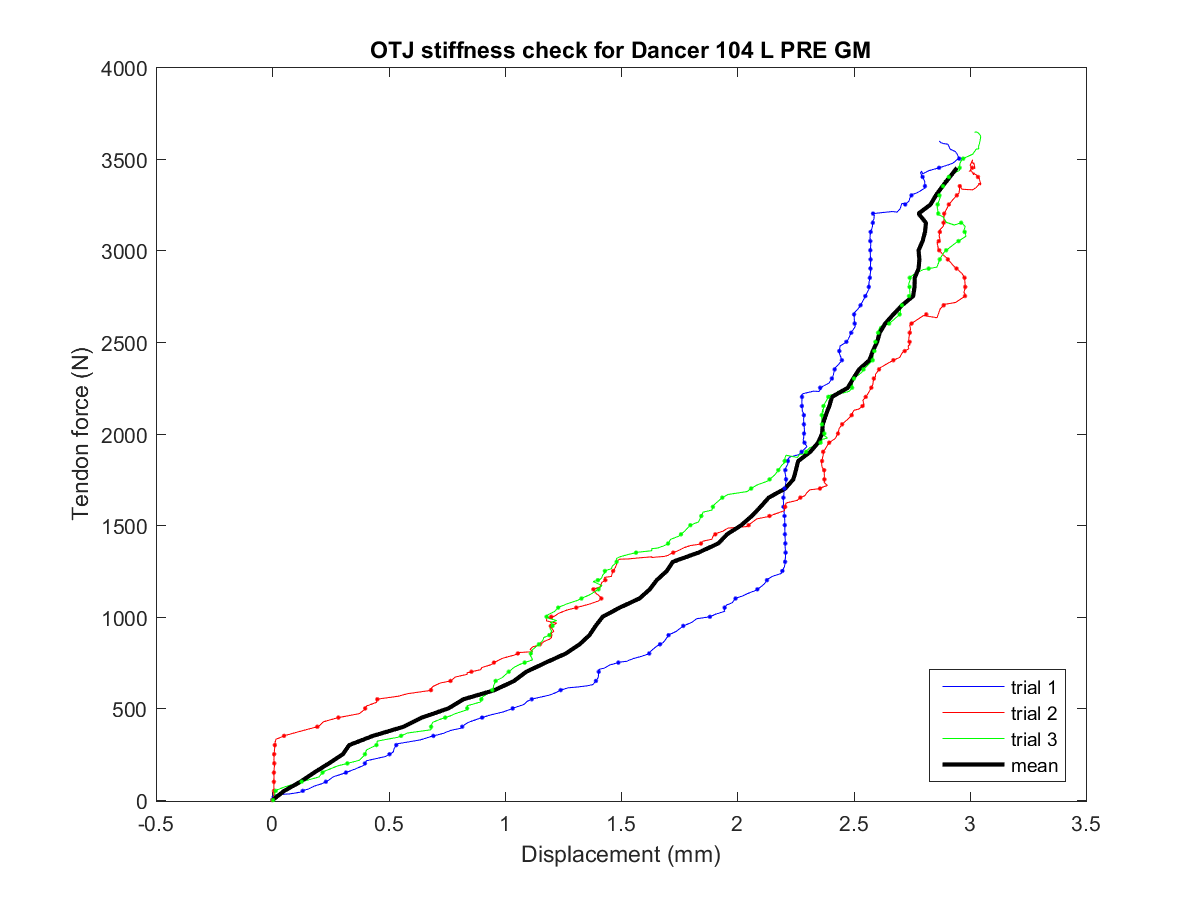 OTJ stiffness check for Dancer 104 L PRE GM
4000
3500
3000
2500
2000
1500
1000
500
0
Tendon force (N)
-0.5 0 0.5 1 1.5 2 2.5 3 3.5
Displacement (mm)
trial 1
trial 2
trial 3
mean